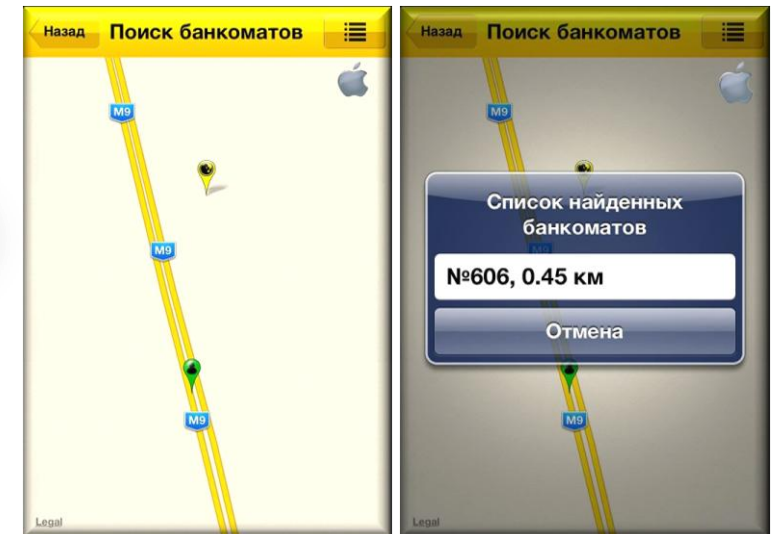 Назад
Поиск банкоматов
M9
M9
M9
Legal
Назад
Поиск банкоматов
M9
Список найденных
банкоматов
M9
№606, 0.45 км
Отмена
M9
Legal